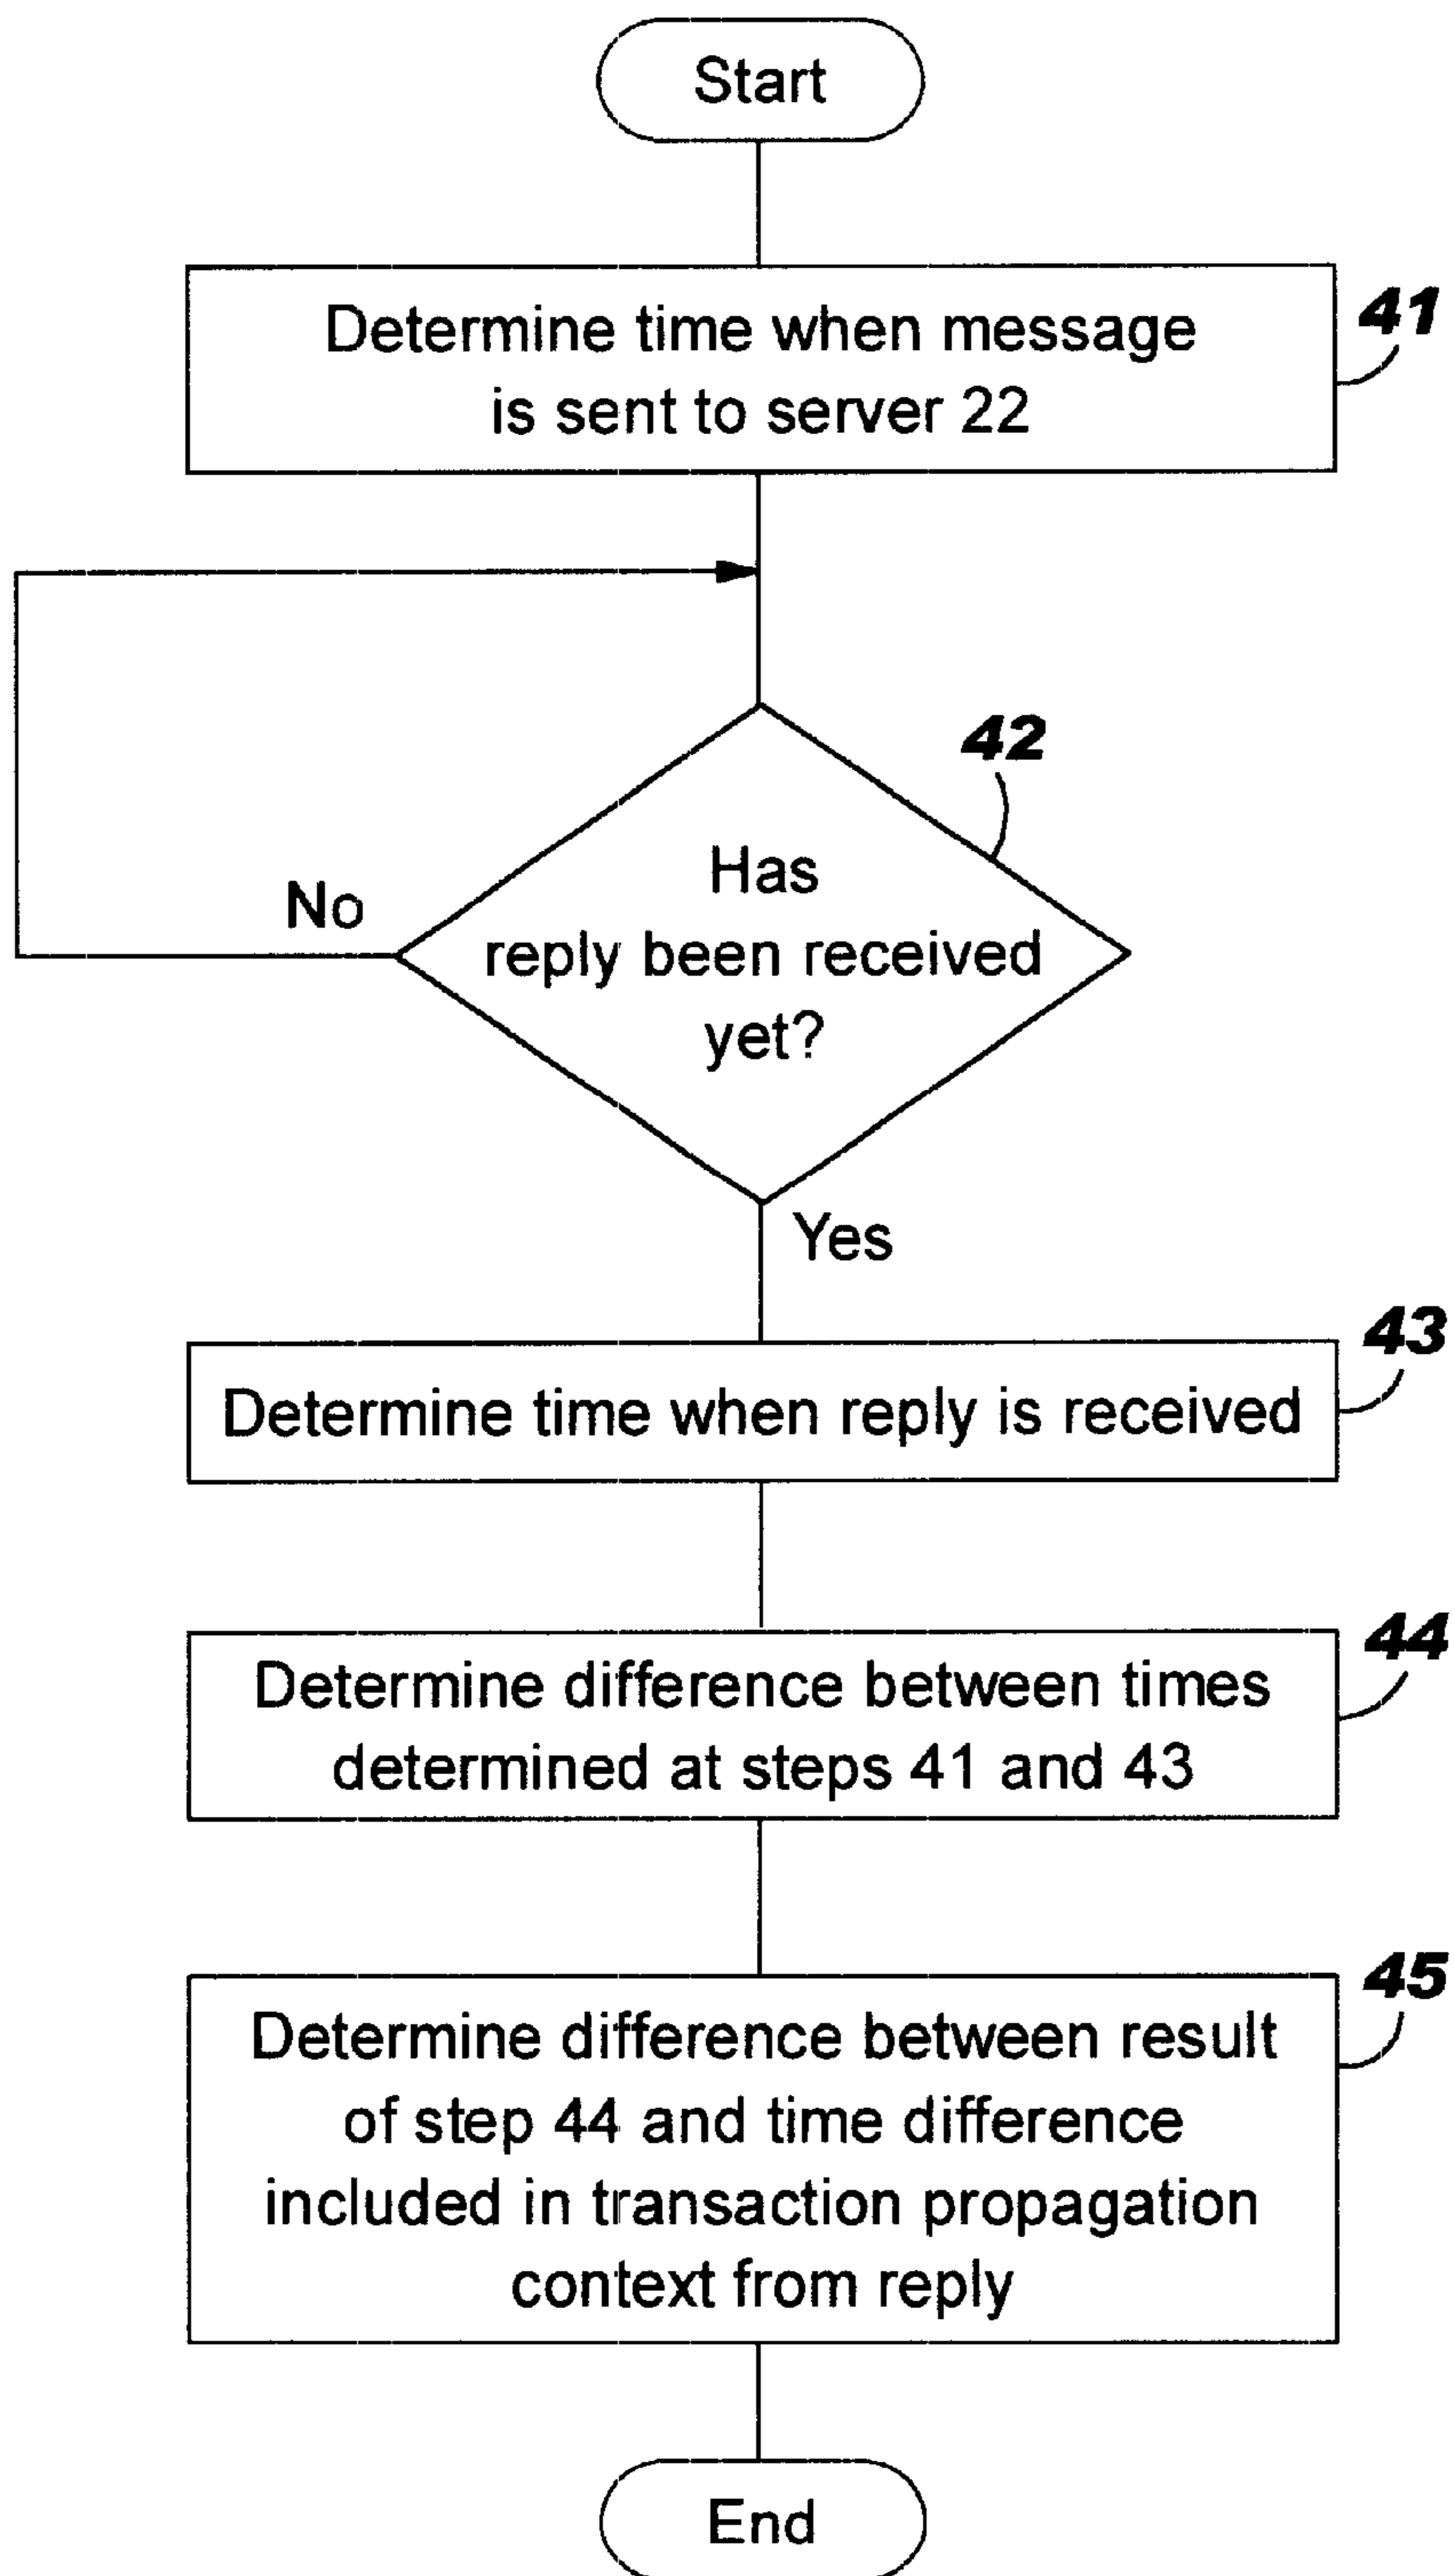 Start
Determine time when message
is sent to server 22
41
42
Has
reply been received
yet?
No
Yes
Determine time when reply is received
43
Determine difference between times
determined at steps 41 and 43
44
Determine difference between result
of step 44 and time difference
included in transaction propagation
context from reply
45
End